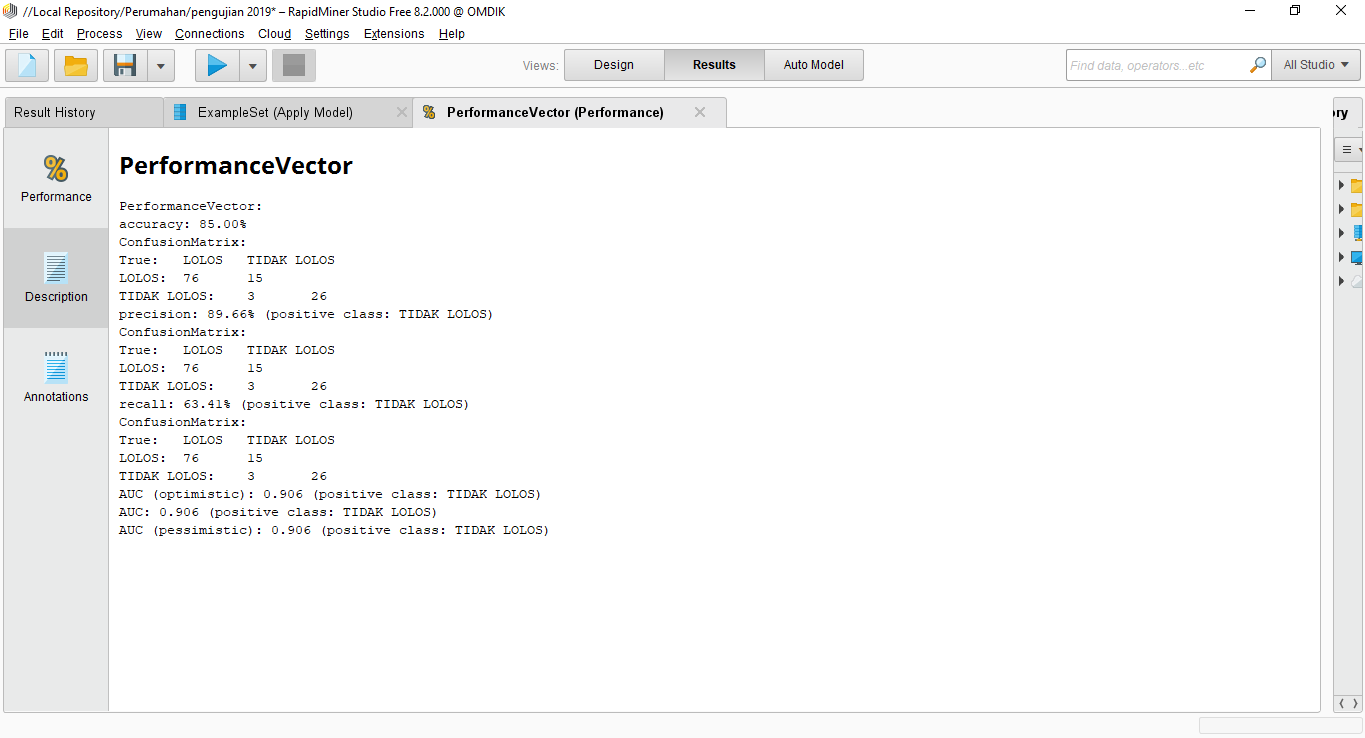 //Local Repository/Perumahan/pengujian 2019* – RapidMiner Studio Free 8.2.000 @ OMDIK
File Edit Process View Connections Cloud Settings Extensions Help
Views: Design Results Auto Model Find data, operators...etc All Studio
Result History ExampleSet (Apply Model) PerformanceVector (Performance) ory
PerformanceVector
Performance
Description
Annotations
PerformanceVector:
accuracy: 85.00%
ConfusionMatrix:
True: LOLOS TIDAK LOLOS
LOLOS: 76 15
TIDAK LOLOS: 3 26
precision: 89.66% (positive class: TIDAK LOLOS)
ConfusionMatrix:
True: LOLOS TIDAK LOLOS
LOLOS: 76 15
TIDAK LOLOS: 3 26
recall: 63.41% (positive class: TIDAK LOLOS)
ConfusionMatrix:
True: LOLOS TIDAK LOLOS
LOLOS: 76 15
TIDAK LOLOS: 3 26
AUC (optimistic): 0.906 (positive class: TIDAK LOLOS)
AUC: 0.906 (positive class: TIDAK LOLOS)
AUC (pessimistic): 0.906 (positive class: TIDAK LOLOS)